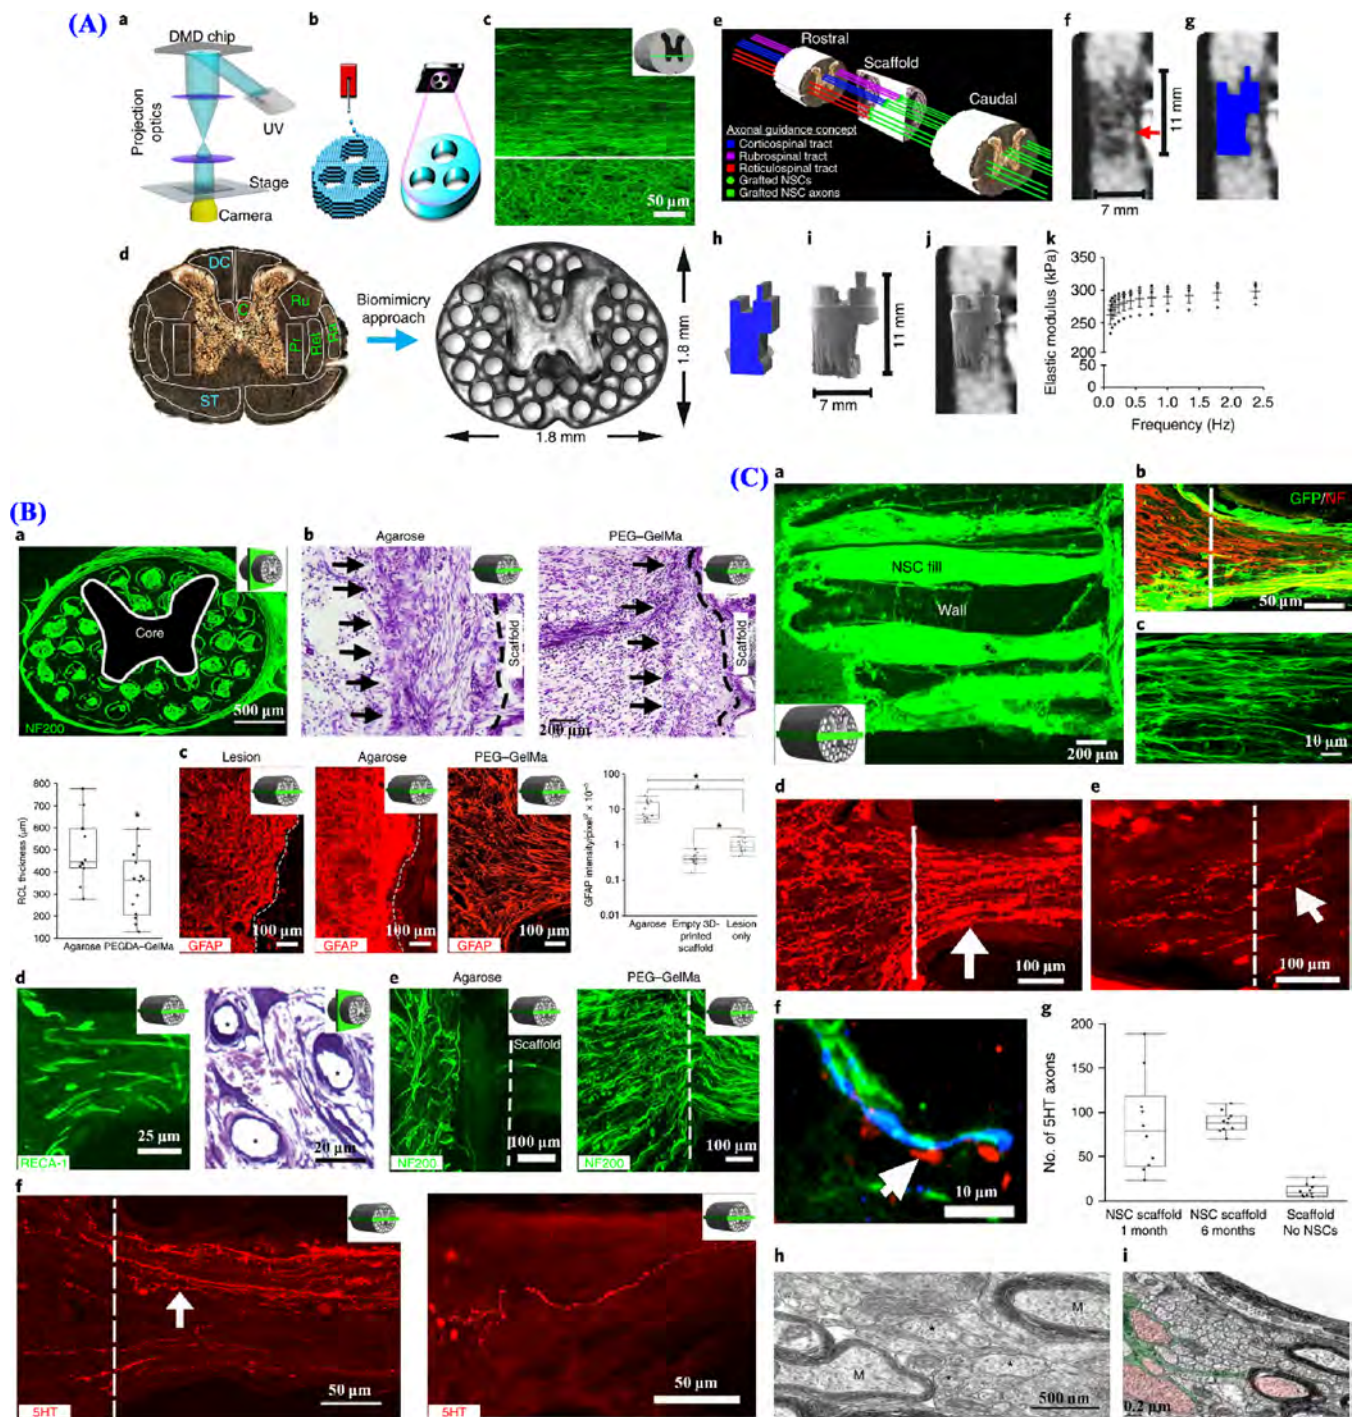 (A)
a
DMD chip
Projection optics
UV
Stage
Camera
b
c
50 µm
d
DC
C
Ru
Pr
ReI
Ra
ST
Biomimicry
approach
1.8 mm
1.8 mm
e
Rostral
Scaffold
Caudal
Axonal guidance concept
Corticospinal tract
Rubrospinal tract
Reticulospinal tract
Grafted NSCs
Grafted NSC axons
f
11 mm
7 mm
g
h
i
11 mm
7 mm
j
k
Elastic modulus (kPa)
350
300
250
200
50
0
0.0 0.5 1.0 1.5 2.0 2.5
Frequency (Hz)
(B)
a
Core
NF200
500 µm
b
Agarose
Scaffold
PEG–GelMa
Scaffold
200 µm
RCL thickness (µm)
800
700
600
500
400
300
200
100
Agarose PEGDA–GelMa
c
Lesion
GFAP
100 µm
Agarose
GFAP
100 µm
PEG–GelMa
GFAP
100 µm
GFAP intensity/pixel² × 10⁻⁵
100
10
1
0.1
0.01
* * *
Agarose
Empty 3D-
printed
scaffold
Lesion
only
d
RECA-1
25 µm
20 µm
e
Agarose
Scaffold
NF200
100 µm
PEG–GelMa
NF200
100 µm
f
5HT
50 µm
5HT
50 µm
(C)
a
NSC fill
Wall
200 µm
b
GFP/NF
50 µm
c
10 µm
d
100 µm
e
100 µm
f
10 µm
g
No. of 5HT axons
200
150
100
50
0
NSC scaffold
1 month
NSC scaffold
6 months
Scaffold
No NSCs
h
M
M
500 nm
i
0.2 µm